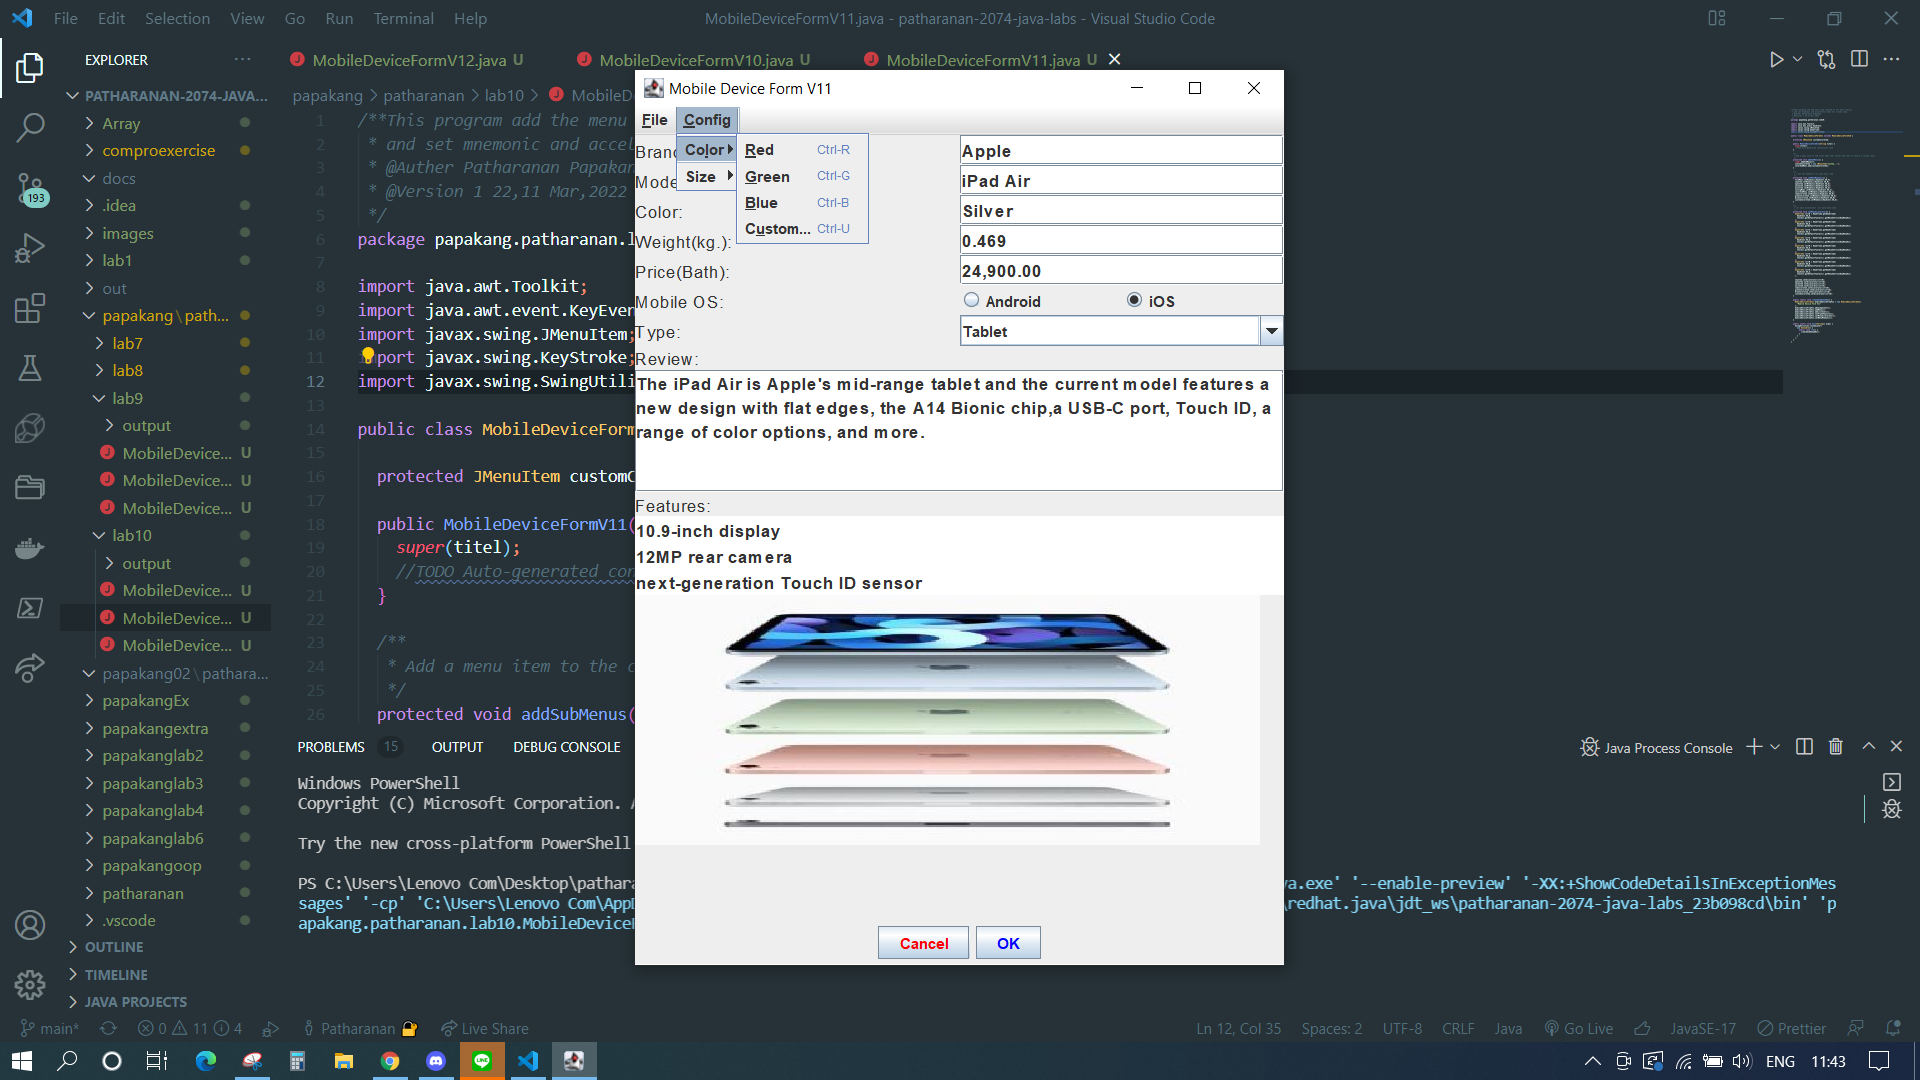 File Edit Selection View Go Run Terminal Help
MobileDeviceFormV11.java - patharanan-2074-java-labs - Visual Studio Code
EXPLORER
PATHARANAN-2074-JAVA...
Array
comproexercise
docs
.idea
images
lab1
out
papakang\path...
lab7
lab8
lab9
output
MobileDevice... U
MobileDevice... U
MobileDevice... U
lab10
output
MobileDevice... U
MobileDevice... U
MobileDevice... U
papakang02\pathara...
papakangEx
papakangextra
papakanglab2
papakanglab3
papakanglab4
papakanglab6
papakangoop
patharanan
.vscode
OUTLINE
TIMELINE
JAVA PROJECTS
193
MobileDeviceFormV12.java U
MobileDeviceFormV10.java U
MobileDeviceFormV11.java U
papakang > patharanan > lab10 > MobileD
1 /**This program add the menu
2 * and set mnemonic and accel
3 * @Auther Patharanan Papakar
4 * @Version 1 22,11 Mar,2022
5 */
6 package papakang.patharanan.l
7
8 import java.awt.Toolkit;
9 import java.awt.event.KeyEven
10 import javax.swing.JMenuItem;
11 import javax.swing.KeyStroke;
12 import javax.swing.SwingUtili
13
14 public class MobileDeviceForm
15
16 protected JMenuItem customC
17
18 public MobileDeviceFormV11(
19 super(titel);
20 //TODO Auto-generated con
21 }
22
23 /**
24 * Add a menu item to the c
25 */
26 protected void addSubMenus(
Mobile Device Form V11
File Config
Color
Size
Red Ctrl-R
Green Ctrl-G
Blue Ctrl-B
Custom... Ctrl-U
Bran
Mode
Color:
Weight(kg.):
Price(Bath):
Mobile OS:
Type:
Review:
Apple
iPad Air
Silver
0.469
24,900.00
Android iOS
Tablet
The iPad Air is Apple's mid-range tablet and the current model features a
new design with flat edges, the A14 Bionic chip,a USB-C port, Touch ID, a
range of color options, and more.
Features:
10.9-inch display
12MP rear camera
next-generation Touch ID sensor
Cancel OK
PROBLEMS 15 OUTPUT DEBUG CONSOLE
Java Process Console
Windows PowerShell
Copyright (C) Microsoft Corporation.
Try the new cross-platform PowerShell
PS C:\Users\Lenovo Com\Desktop\pathara va.exe' '--enable-preview' '-XX:+ShowCodeDetailsInExceptionMes
sages' '-cp' 'C:\Users\Lenovo Com\AppD \redhat.java\jdt_ws\patharanan-2074-java-labs_23b098cd\bin' 'p
apakang.patharanan.lab10.MobileDeviceF
main* 0 11 4 Patharanan Live Share
Ln 12, Col 35 Spaces: 2 UTF-8 CRLF Java Go Live JavaSE-17 Prettier
ENG 11:43